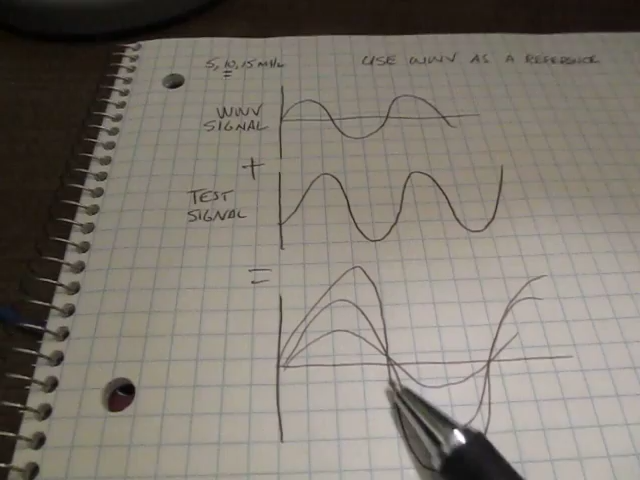 5, 10, 15 MHz
USE WWV AS A REFERENCE
WWV
SIGNAL
+
TEST
SIGNAL
=